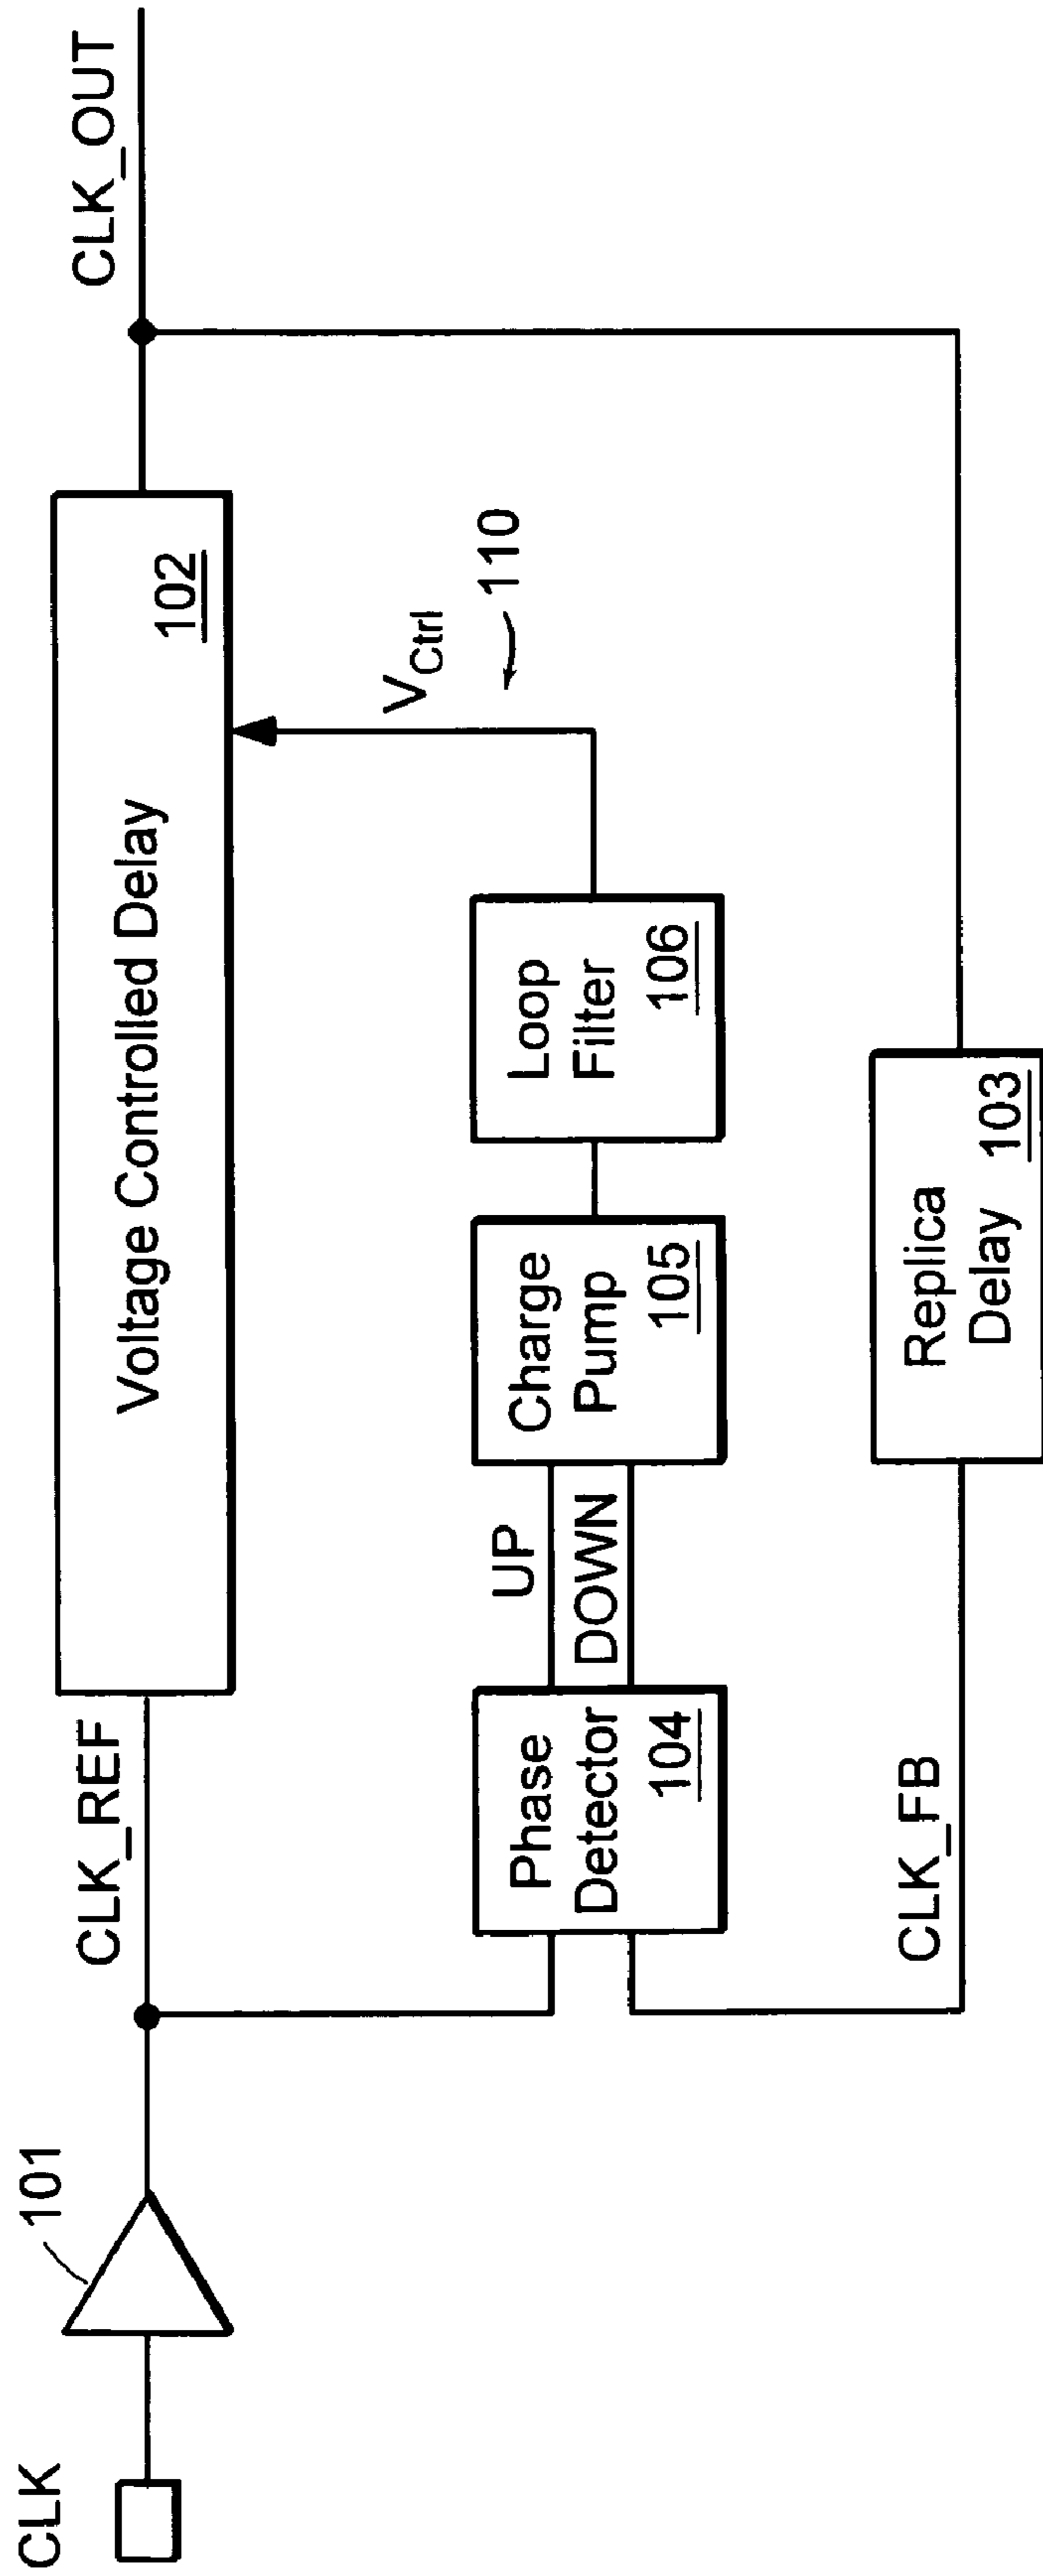 CLK
101
CLK_REF
Voltage Controlled Delay
102
CLK_OUT
V_Ctrl
110
Phase
Detector
104
UP
DOWN
Charge
Pump
105
Loop
Filter
106
CLK_FB
Replica
Delay
103